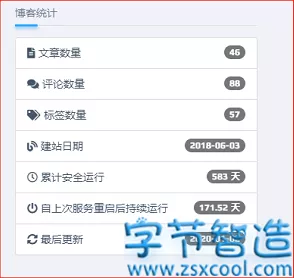 博客统计
文章数量 46
评论数量 88
标签数量 57
建站日期 2018-06-03
累计安全运行 583 天
自上次服务重启后持续运行 171.52 天
最后更新
字节智造
www.zsxcool.com